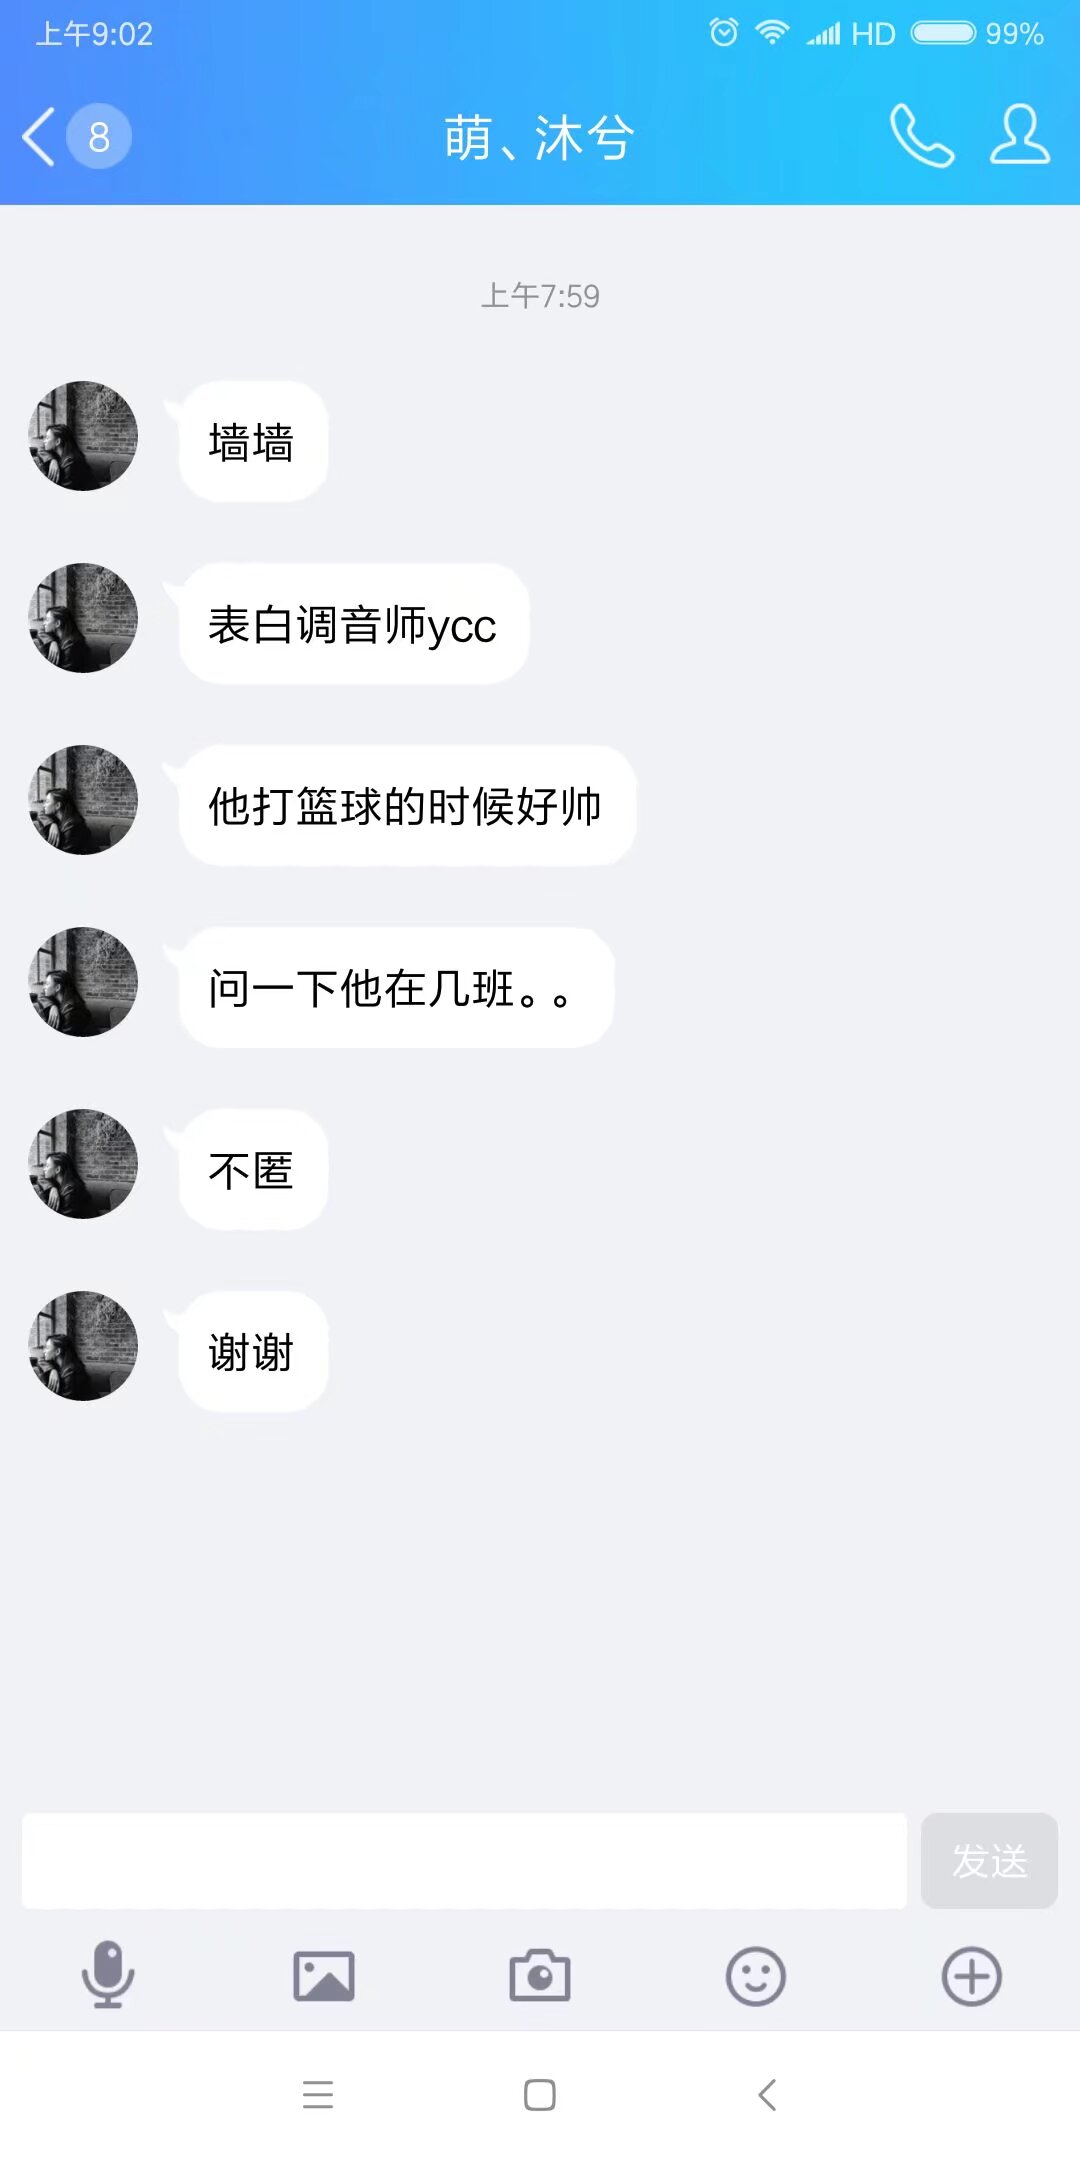 上午9:02 HD 99%
8 萌、沐兮
上午7:59
墙墙
表白调音师ycc
他打篮球的时候好帅
问一下他在几班。。
不匿
谢谢
发送